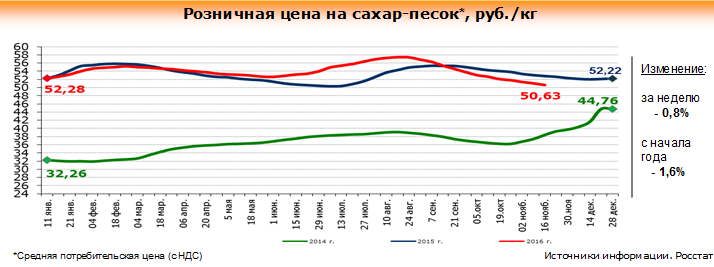 Розничная цена на сахар-песок*, руб./кг
60
58
56
54
52
50
48
46
44
42
40
38
36
34
32
30
28
26
24
52,28
32,26
52,22
50,63
44,76
11 янв.
21 янв.
04 фев.
18 фев.
04 мар.
18 мар.
06 апр.
20 апр.
5 мая
18 мая
01 июн.
15 июн.
29 июн.
13 июл.
27 июл.
10 авг.
24 авг.
7 сен.
21 сен.
05.окт
19.окт
02 нояб.
16 нояб.
30.ноя
14 дек.
28 дек.
2014 г.
2015 г.
2016 г.
Изменение:
за неделю
- 0,8%
с начала
года
- 1,6%
*Средняя потребительская цена (с НДС)
Источники информации. Росстат